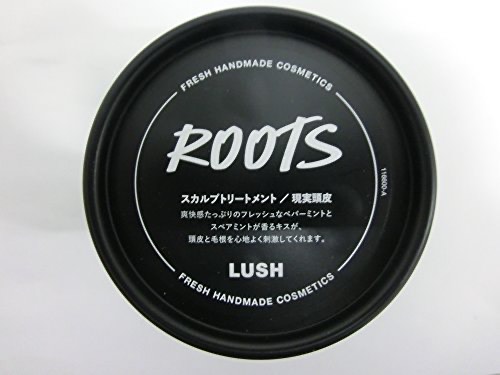 FRESH HANDMADE COSMETICS
ROOTS
スカルプトリートメント／現実頭皮
爽快感たっぷりのフレッシュなペパーミントと
スペアミントが香るキスが、
頭皮と毛根を心地よく刺激してくれます。
LUSH
FRESH HANDMADE COSMETICS
116600-A